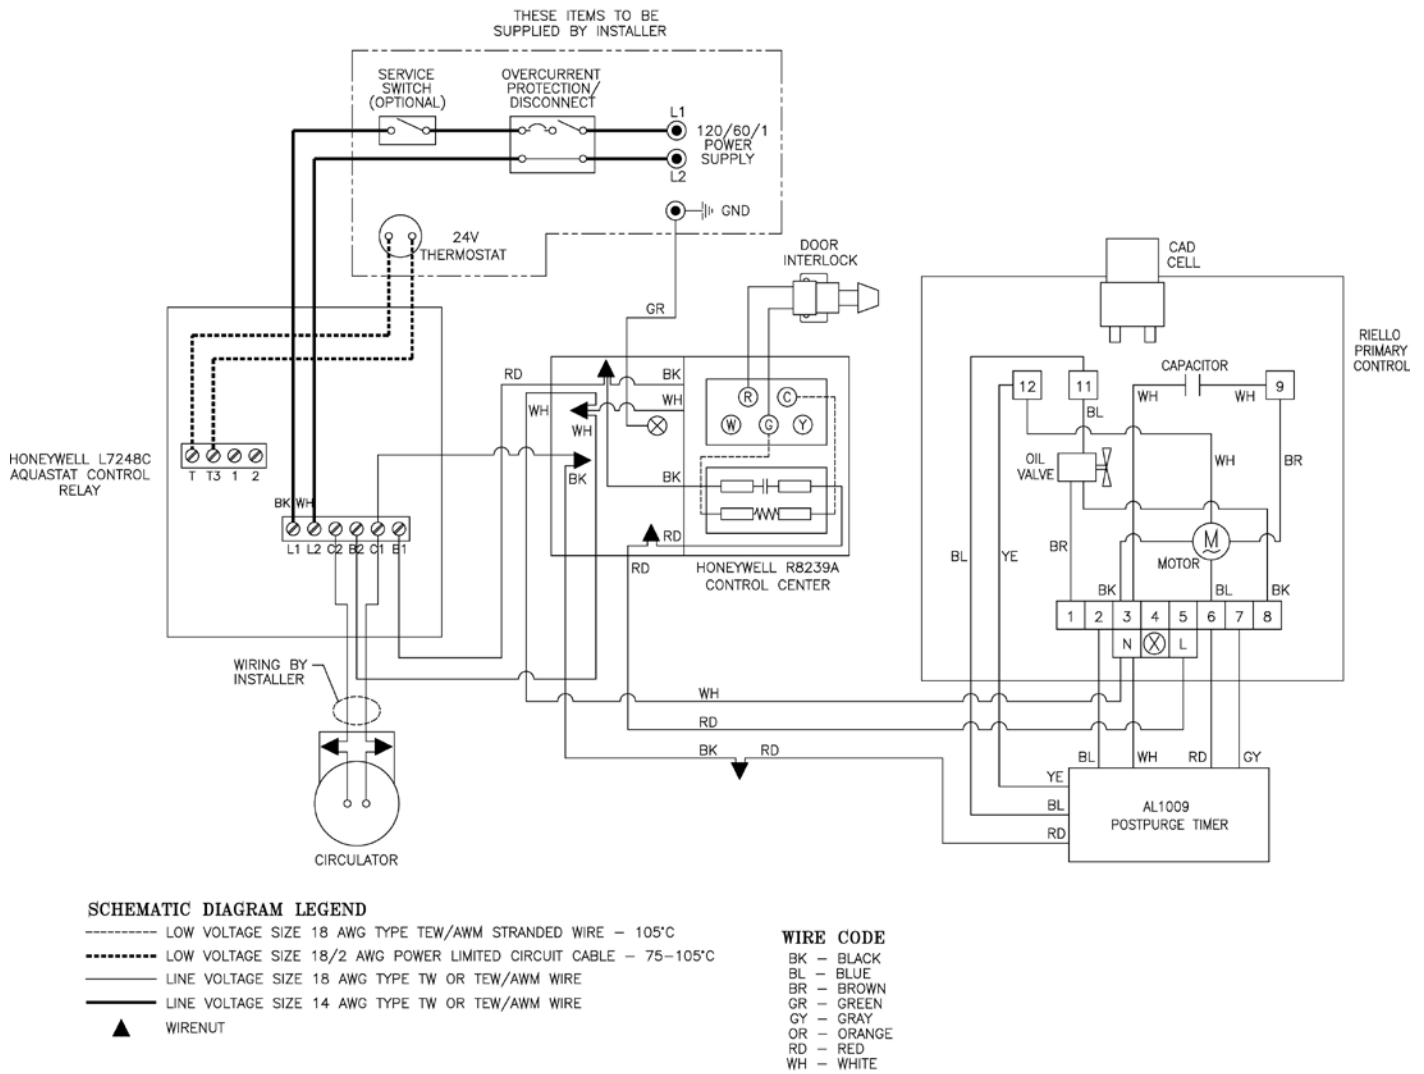 THESE ITEMS TO BE
SUPPLIED BY INSTALLER
SERVICE
SWITCH
(OPTIONAL)
OVERCURRENT
PROTECTION/
DISCONNECT
L1
120/60/1
POWER
SUPPLY
L2
GND
24V
THERMOSTAT
GR
DOOR
INTERLOCK
CAD
CELL
RIELLO
PRIMARY
CONTROL
HONEYWELL L7248C
AQUASTAT CONTROL
RELAY
T T3 1 2
BK WH
L1 L2 C2 B2 C1 B1
RD
BK
WH
WH
WH
BK
BK
RD
RD
R C
W G Y
HONEYWELL R8239A
CONTROL CENTER
12
11
CAPACITOR
9
WH
WH
BL
OIL
VALVE
WH
BR
BR
BL
YE
M
MOTOR
BK
BL
BK
1 2 3 4 5 6 7 8
N L
WIRING BY
INSTALLER
WH
RD
BK RD
BL WH RD GY
YE
BL
RD
AL1009
POSTPURGE TIMER
CIRCULATOR
SCHEMATIC DIAGRAM LEGEND
LOW VOLTAGE SIZE 18 AWG TYPE TEW/AWM STRANDED WIRE – 105°C
LOW VOLTAGE SIZE 18/2 AWG POWER LIMITED CIRCUIT CABLE – 75-105°C
LINE VOLTAGE SIZE 18 AWG TYPE TW OR TEW/AWM WIRE
LINE VOLTAGE SIZE 14 AWG TYPE TW OR TEW/AWM WIRE
WIRENUT
WIRE CODE
BK – BLACK
BL – BLUE
BR – BROWN
GR – GREEN
GY – GRAY
OR – ORANGE
RD – RED
WH – WHITE